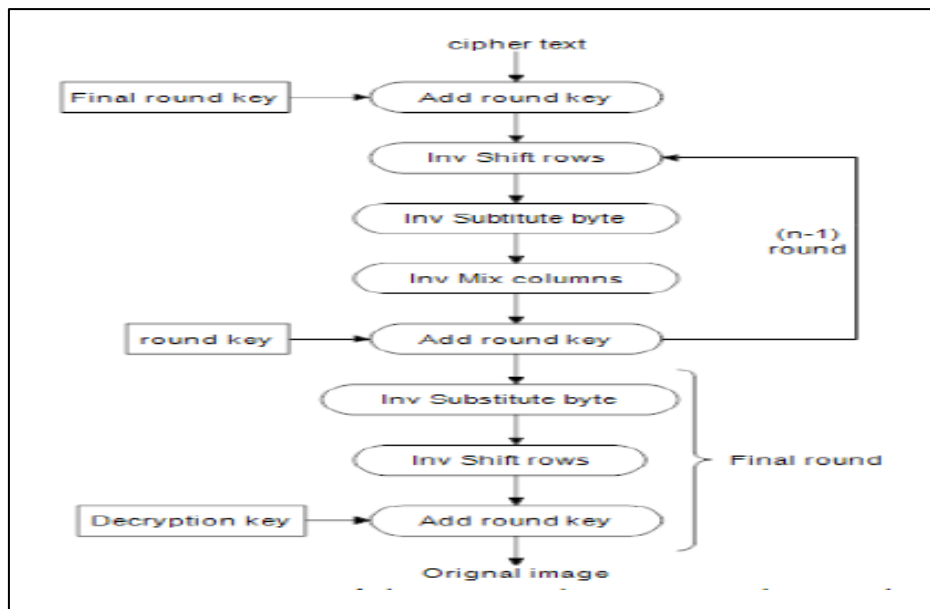 cipher text
Final round key
Add round key
Inv Shift rows
Inv Subtitute byte
(n-1)
round
Inv Mix columns
round key
Add round key
Inv Substitute byte
Inv Shift rows
Final round
Decryption key
Add round key
Orignal image